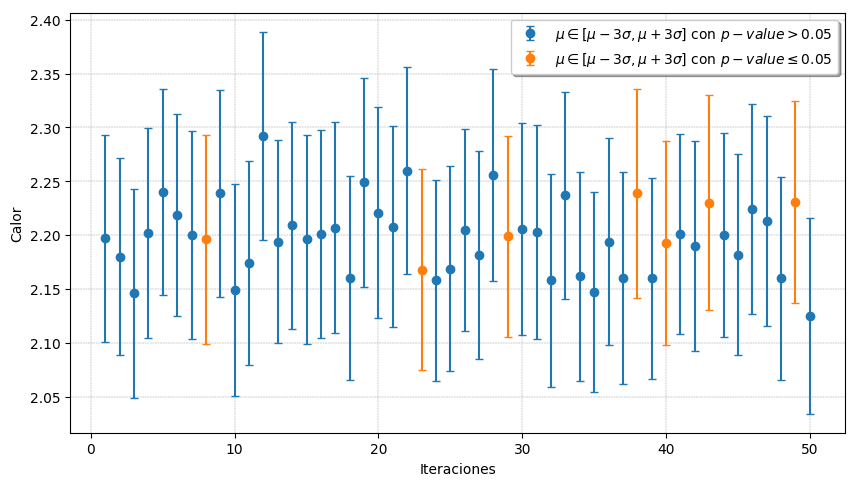 2.40
2.35
2.30
2.25
2.20
2.15
2.10
2.05
Calor
μ ∈ [μ − 3σ, μ + 3σ] con p − value > 0.05
μ ∈ [μ − 3σ, μ + 3σ] con p − value ≤ 0.05
0 10 20 30 40 50
Iteraciones